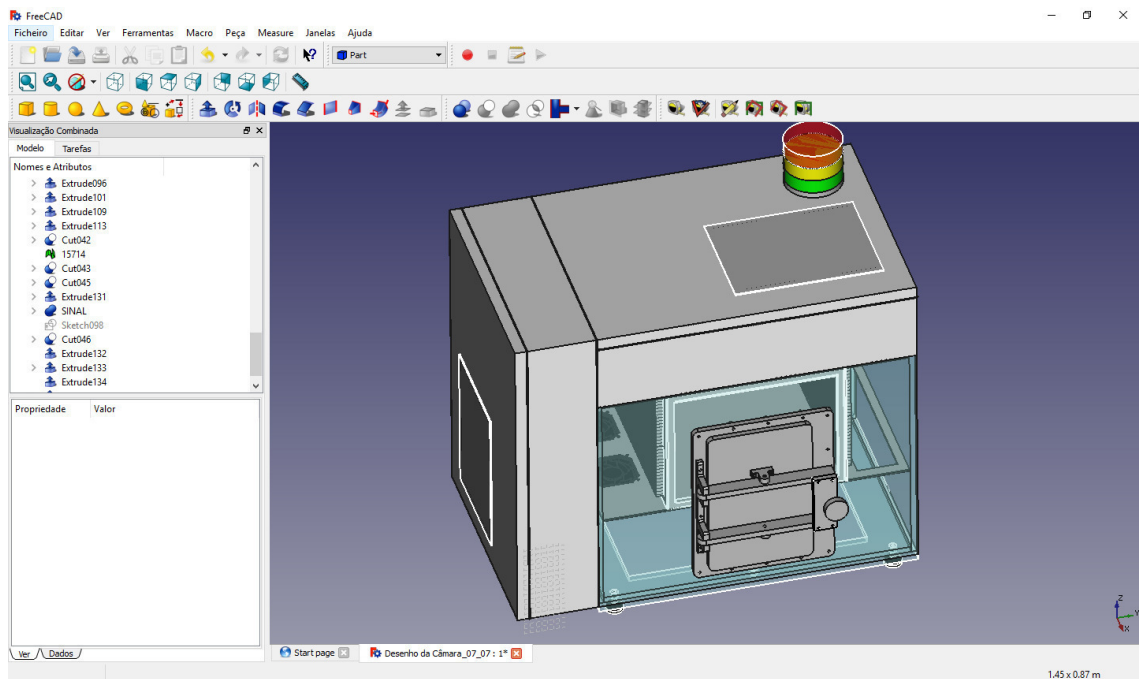 FreeCAD
Ficheiro Editar Ver Ferramentas Macro Peça Measure Janelas Ajuda
Part
Visualização Combinada
Modelo Tarefas
Nomes e Atributos
Extrude096
Extrude101
Extrude109
Extrude113
Cut042
15714
Cut043
Cut045
Extrude131
SINAL
Sketch098
Cut046
Extrude132
Extrude133
Extrude134
Propriedade Valor
Z
Y
X
Ver Dados
Start page
Desenho da Câmara_07_07 : 1*
1.45 x 0.87 m